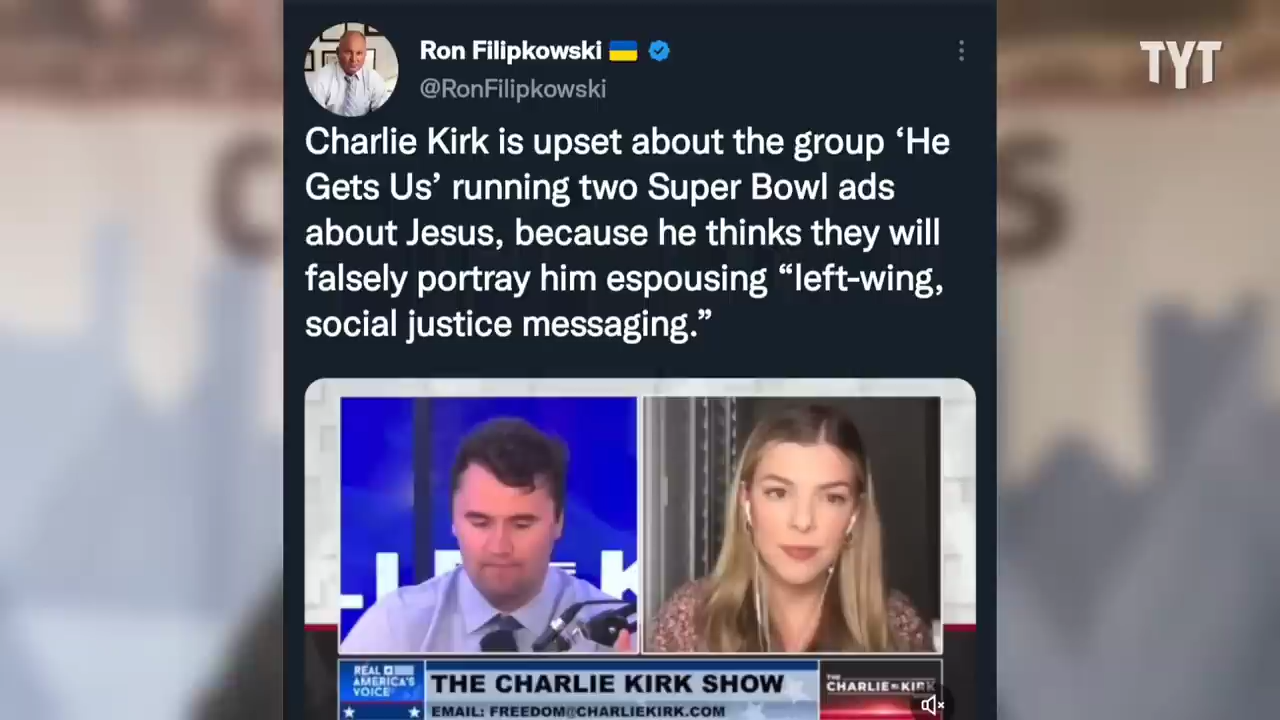 Ron Filipkowski
TYT
@RonFilipkowski
Charlie Kirk is upset about the group ‘He
Gets Us’ running two Super Bowl ads
about Jesus, because he thinks they will
falsely portray him espousing “left-wing,
social justice messaging.”
REAL
AMERICA'S
VOICE
THE CHARLIE KIRK SHOW
EMAIL: FREEDOM@CHARLIEKIRK.COM
THE
CHARLIE KIRK